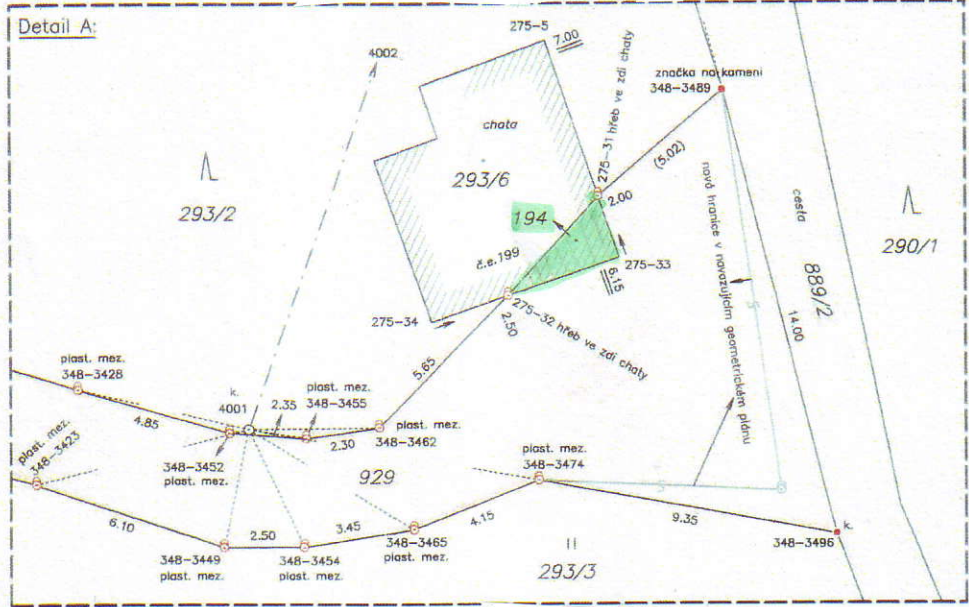 Detail A:
275-5
7.00
4002
značka na kameni
348-3489
chata
275-31 hřeb ve zdi chaty
(5.02)
293/6
293/2
2.00
194
290/1
cesta
889/2
č.e.199
275-33
6.15
nová hranice v navazujícím geometrickém plánu
275-34
275-32 hřeb ve zdi chaty
2.50
14.00
5.65
plast. mez.
348-3428
k.
4001
2.35
plast. mez.
348-3455
4.85
plast. mez.
348-3423
2.30
plast. mez.
348-3462
348-3452
plast. mez.
929
plast. mez.
348-3474
6.10
2.50
3.45
4.15
9.35
k.
348-3496
348-3449
plast. mez.
348-3454
plast. mez.
348-3465
plast. mez.
293/3